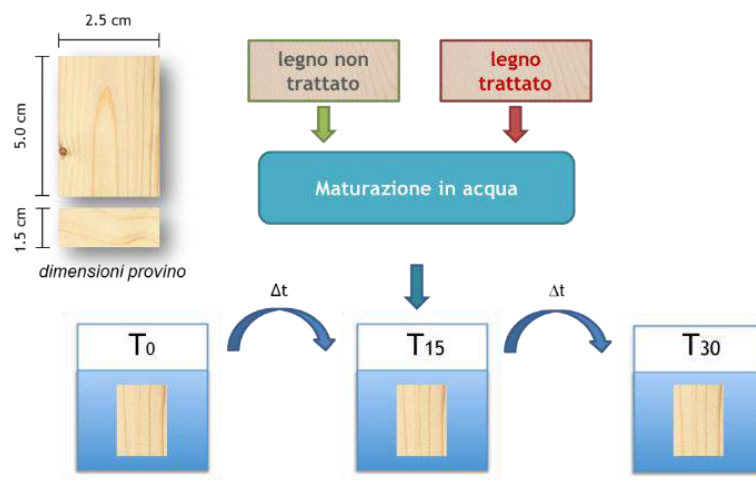 2.5 cm
5.0 cm
1.5 cm
dimensioni provino
legno non
trattato
legno
trattato
Maturazione in acqua
Δt
Δt
T0
T15
T30